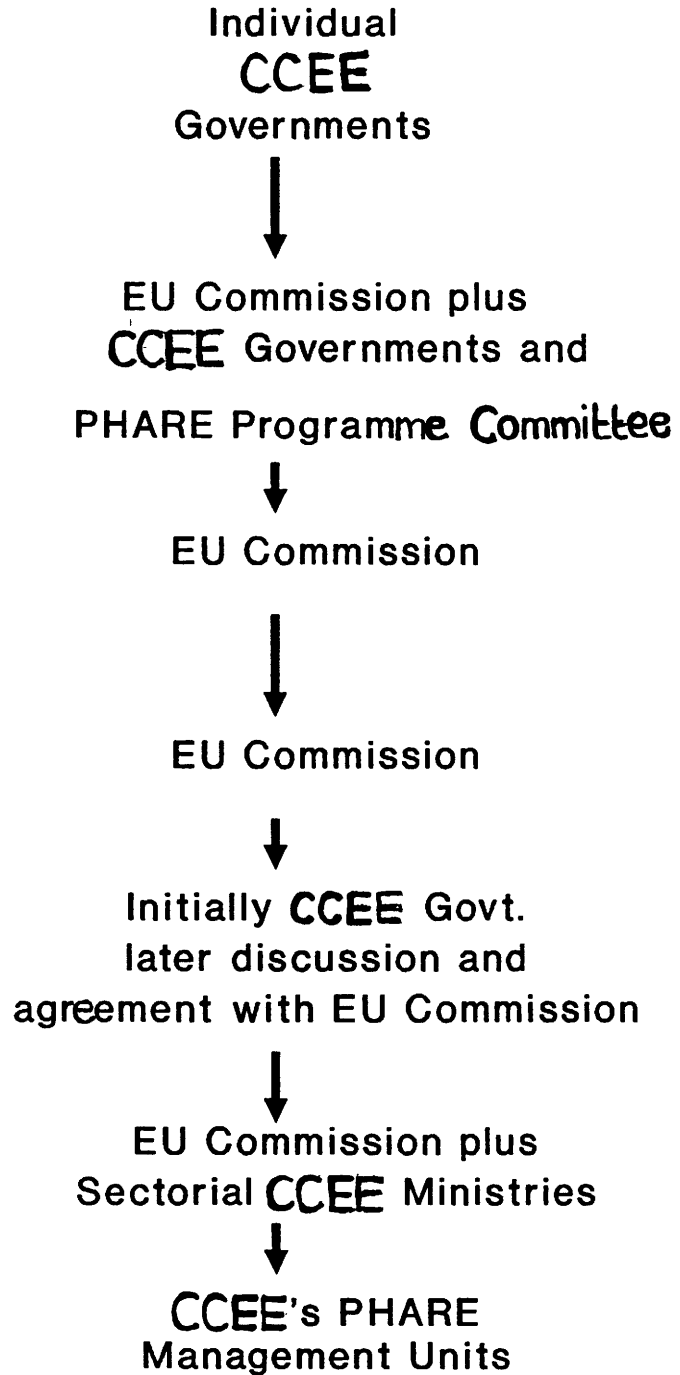 Individual
CCEE
Governments
EU Commission plus
CCEE Governments and
PHARE Programme Committee
EU Commission
EU Commission
Initially CCEE Govt.
later discussion and
agreement with EU Commission
EU Commission plus
Sectorial CCEE Ministries
CCEE's PHARE
Management Units